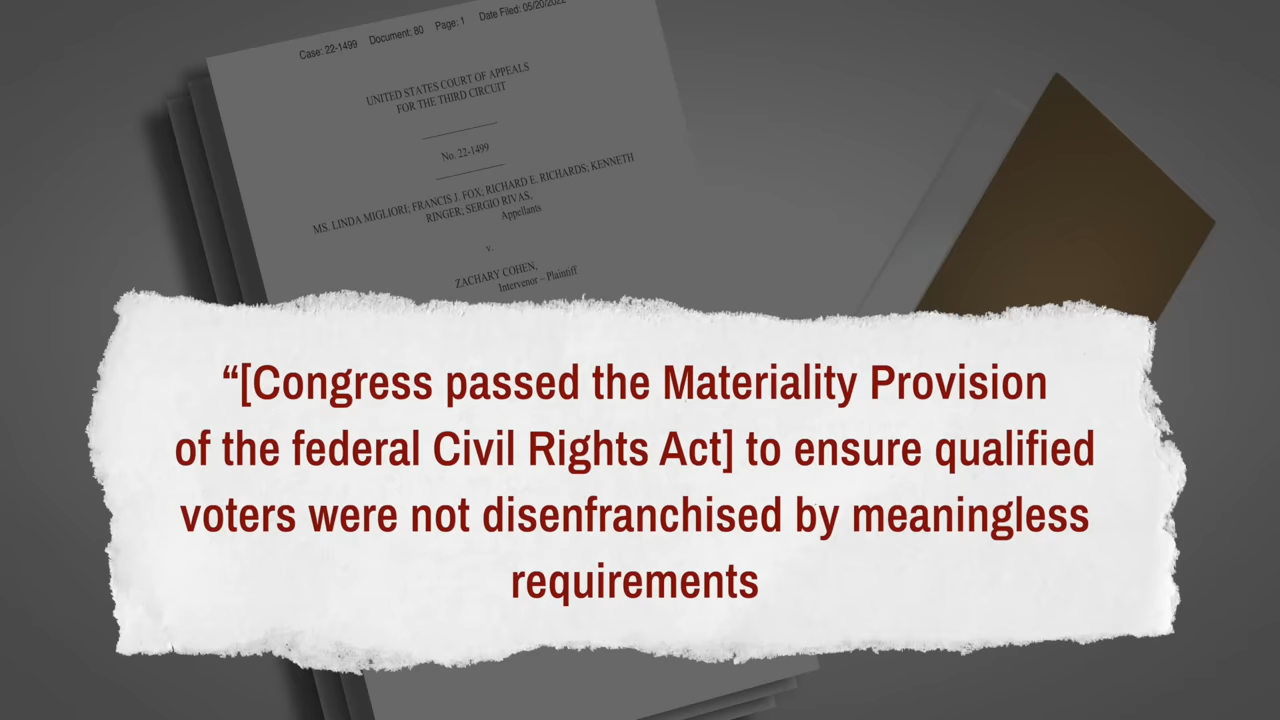 Case: 22-1499 Document: 80 Page: 1 Date Filed: 05/20/2022
UNITED STATES COURT OF APPEALS
FOR THE THIRD CIRCUIT
No. 22-1499
MS. LINDA MIGLIORI; FRANCIS J. FOX, RICHARD E. RICHARDS; KENNETH
RINGER, SERGIO RIVAS,
Appellants
v.
ZACHARY COHEN,
Intervenor – Plaintiff
“[Congress passed the Materiality Provision
of the federal Civil Rights Act] to ensure qualified
voters were not disenfranchised by meaningless
requirements